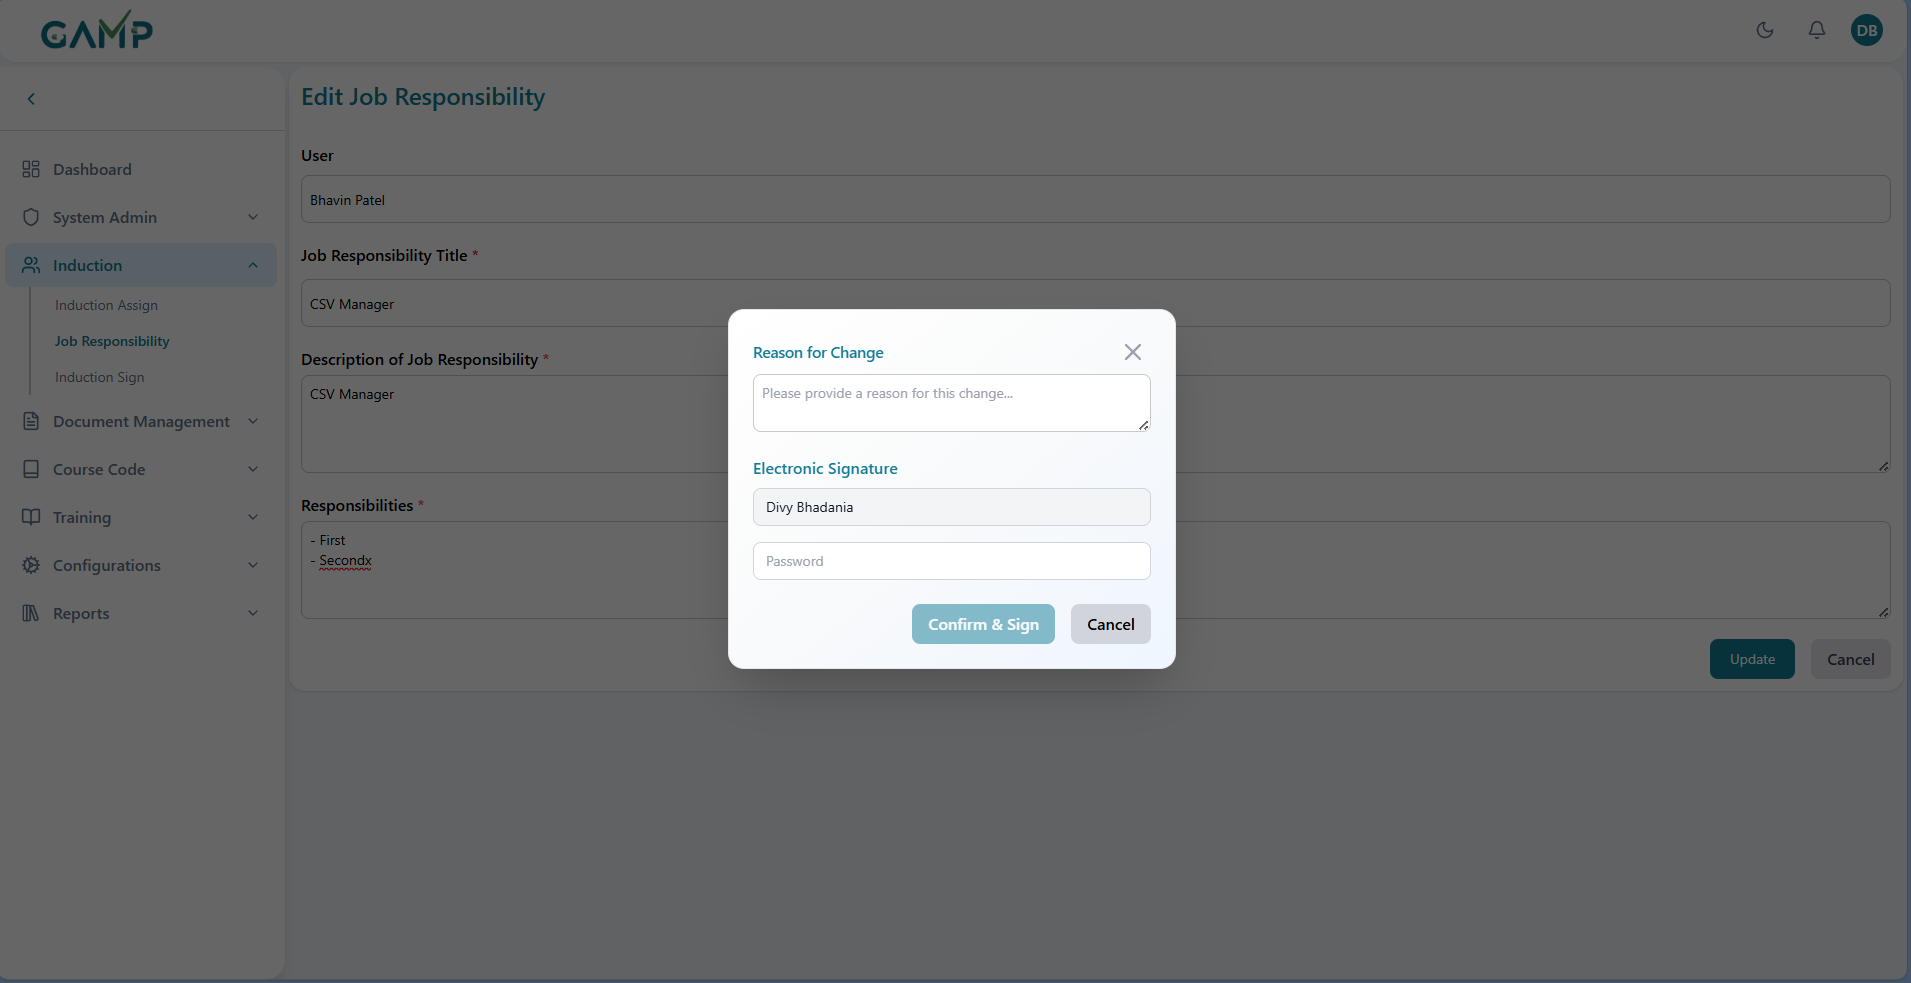 GAMP
DB
Edit Job Responsibility
Dashboard
System Admin
Induction
Induction Assign
Job Responsibility
Induction Sign
Document Management
Course Code
Training
Configurations
Reports
User
Bhavin Patel
Job Responsibility Title *
CSV Manager
Description of Job Responsibility *
CSV Manager
Responsibilities *
- First
- Secondx
Update
Cancel
Reason for Change
Please provide a reason for this change...
Electronic Signature
Divy Bhadania
Password
Confirm & Sign
Cancel